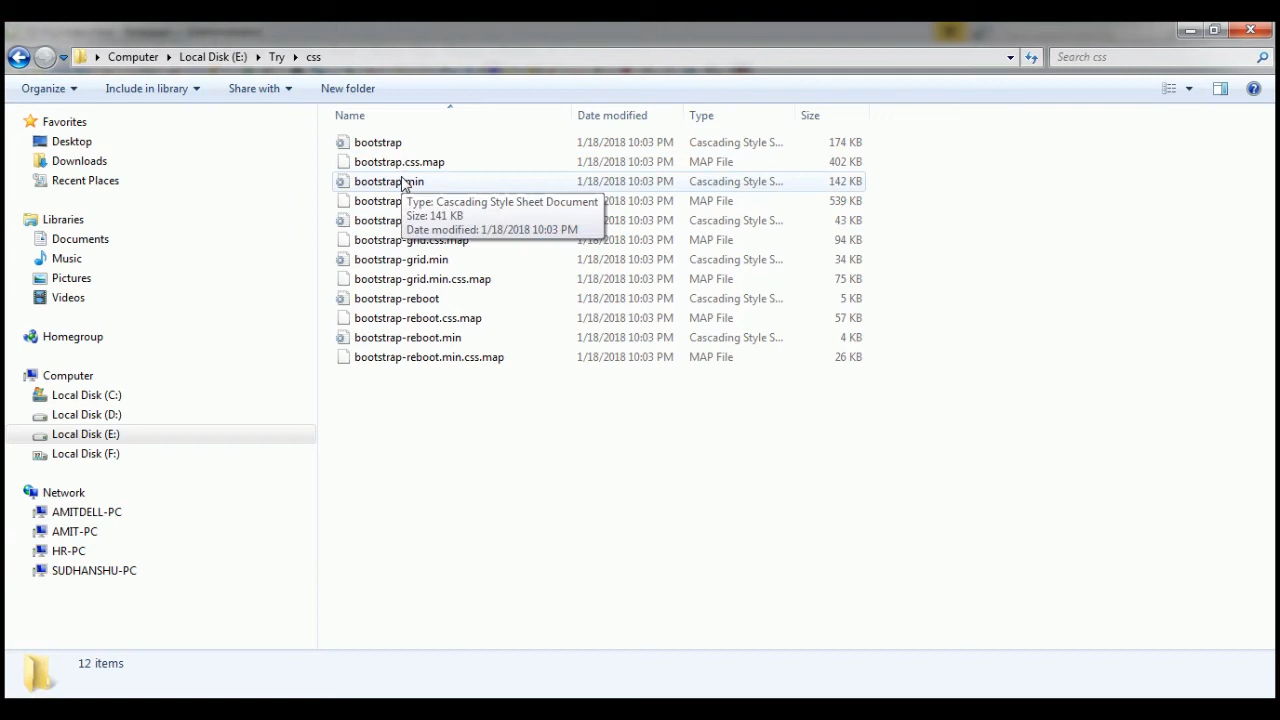 Computer Local Disk (E:) Try css Search css
Organize Include in library Share with New folder
Favorites
Desktop
Downloads
Recent Places
Libraries
Documents
Music
Pictures
Videos
Homegroup
Computer
Local Disk (C:)
Local Disk (D:)
Local Disk (E:)
Local Disk (F:)
Network
AMITDELL-PC
AMIT-PC
HR-PC
SUDHANSHU-PC
Name Date modified Type Size
bootstrap 1/18/2018 10:03 PM Cascading Style S... 174 KB
bootstrap.css.map 1/18/2018 10:03 PM MAP File 402 KB
bootstrap.min 1/18/2018 10:03 PM Cascading Style S... 142 KB
bootstrap 10:03 PM MAP File 539 KB
bootstrap 10:03 PM Cascading Style S... 43 KB
Type: Cascading Style Sheet Document
Size: 141 KB
Date modified: 1/18/2018 10:03 PM
bootstrap-grid.css.map 10:03 PM MAP File 94 KB
bootstrap-grid.min 1/18/2018 10:03 PM Cascading Style S... 34 KB
bootstrap-grid.min.css.map 1/18/2018 10:03 PM MAP File 75 KB
bootstrap-reboot 1/18/2018 10:03 PM Cascading Style S... 5 KB
bootstrap-reboot.css.map 1/18/2018 10:03 PM MAP File 57 KB
bootstrap-reboot.min 1/18/2018 10:03 PM Cascading Style S... 4 KB
bootstrap-reboot.min.css.map 1/18/2018 10:03 PM MAP File 26 KB
12 items